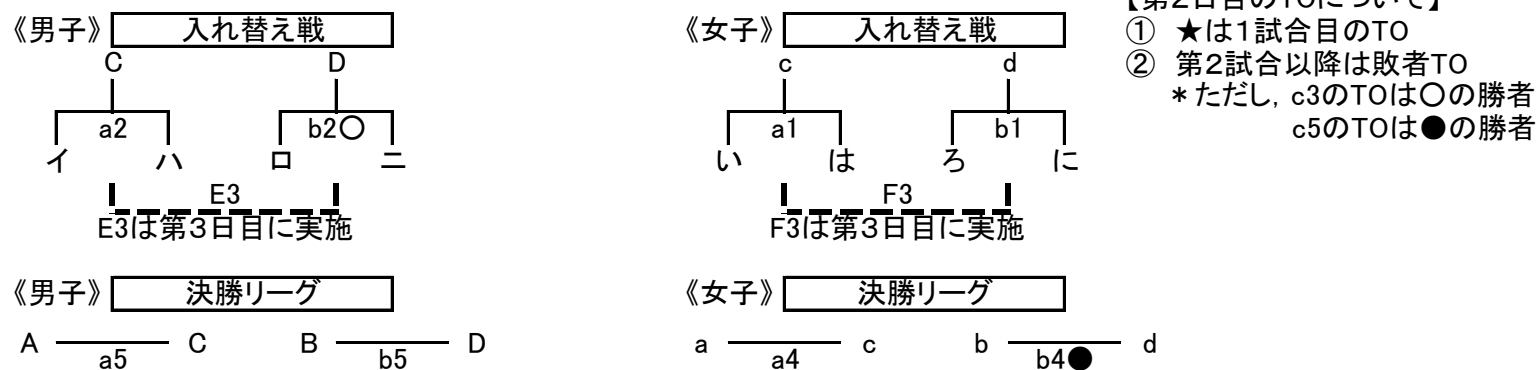 【第２日目のTOについて】
《男子》 入れ替え戦
《女子》 入れ替え戦
① ★は１試合目のTO
② 第２試合以降は敗者TO
＊ただし，c3のTOは〇の勝者
c5のTOは●の勝者
C D
a2 b2〇
イ ハ ロ ニ
E3
E3は第３日目に実施
c d
a1 b1
い は ろ に
F3
F3は第３日目に実施
《男子》 決勝リーグ
A C B D
a5 b5
《女子》 決勝リーグ
a c b d
a4 b4●